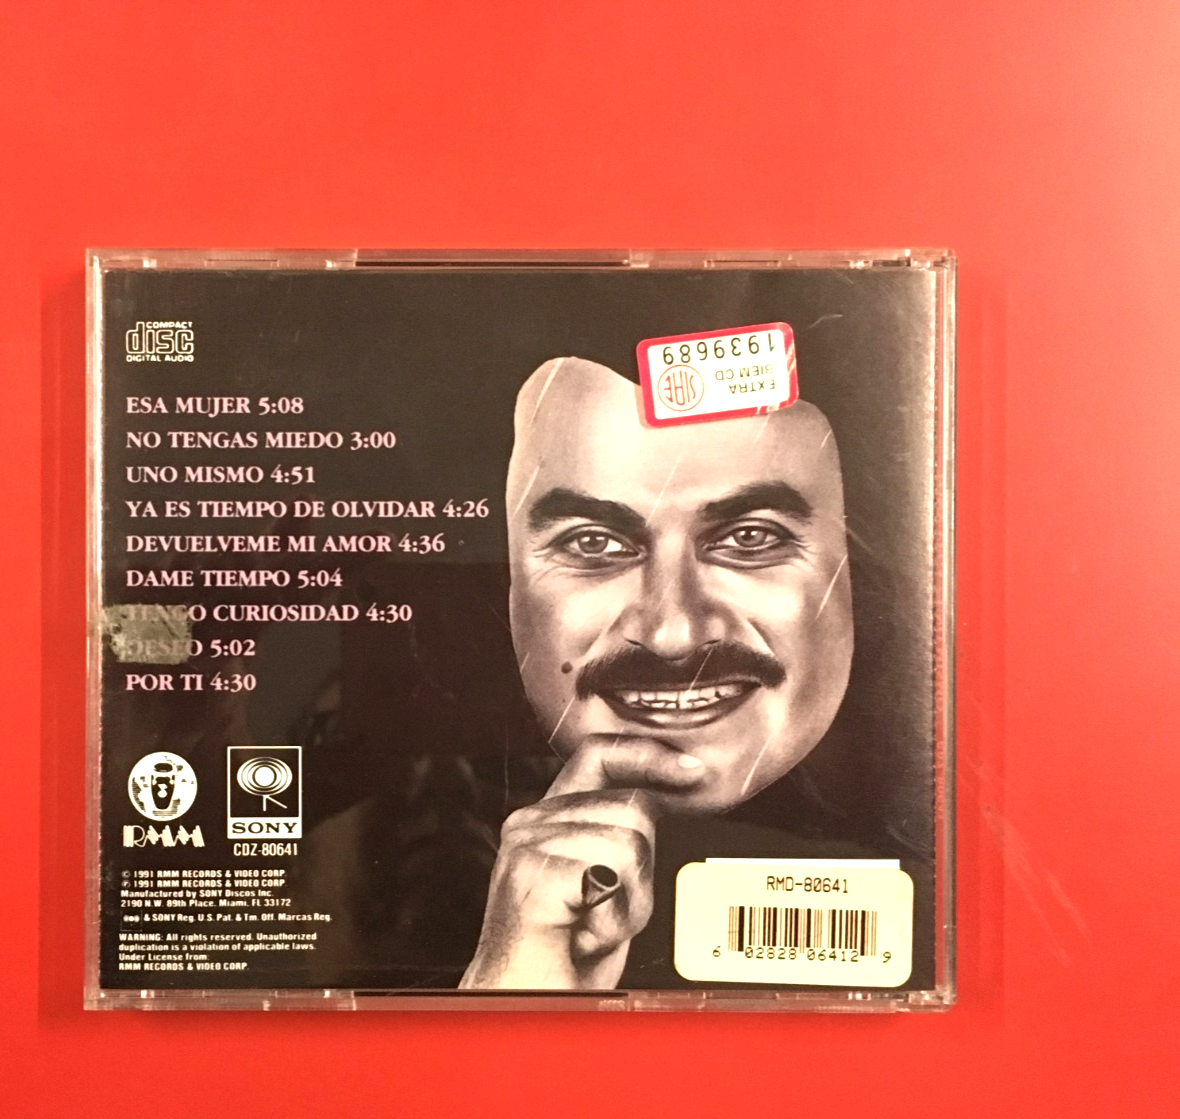 COMPACT
disc
DIGITAL AUDIO
ESA MUJER 5:08
NO TENGAS MIEDO 3:00
UNO MISMO 4:51
YA ES TIEMPO DE OLVIDAR 4:26
DEVUELVEME MI AMOR 4:36
DAME TIEMPO 5:04
TENGO CURIOSIDAD 4:30
DESEO 5:02
POR TI 4:30
RMM
SONY
CDZ-80641
© 1991 RMM RECORDS & VIDEO CORP.
℗ 1991 RMM RECORDS & VIDEO CORP.
Manufactured by SONY Discos Inc.
2190 N.W. 89th Place, Miami, FL 33172
& SONY Reg. U.S. Pat. & Tm. Off. Marcas Reg.
WARNING: All rights reserved. Unauthorized
duplication is a violation of applicable laws.
Under License from
RMM RECORDS & VIDEO CORP.
EXTRA
BIEM CD
SIAE
1939689
RMD-80641
6 02828 06412 9